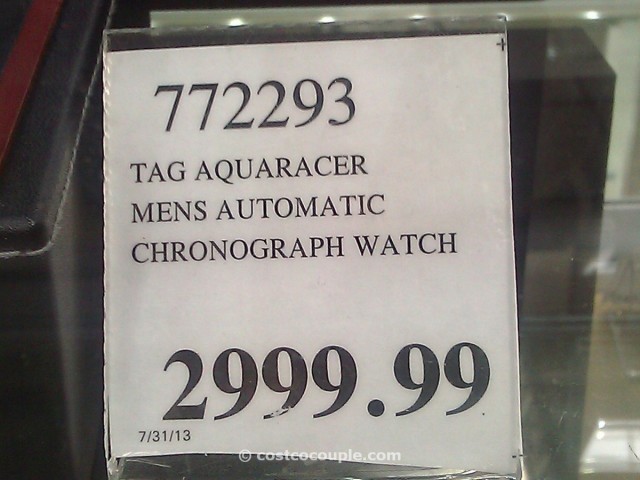 772293
TAG AQUARACER
MENS AUTOMATIC
CHRONOGRAPH WATCH
2999.99
7/31/13
© costcocouple.com